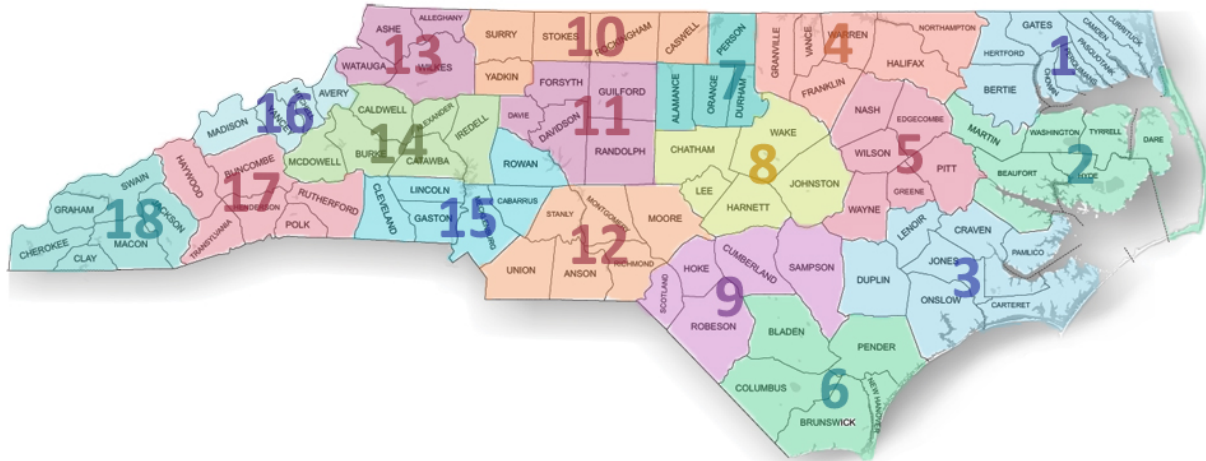 ALLEGHANY
ASHE
13
WATAUGA
WILKES
SURRY
STOKES
10
ROCKINGHAM
CASWELL
YADKIN
PERSON
7
ALAMANCE
ORANGE
DURHAM
GRANVILLE
VANCE
4
WARREN
NORTHAMPTON
HALIFAX
FRANKLIN
GATES
CURRITUCK
CAMDEN
PASQUOTANK
HERTFORD
1
CHOWAN
BERTIE
AVERY
16
MADISON
CALDWELL
14
IREDELL
BURKE
CATAWBA
MCDOWELL
FORSYTH
GUILFORD
11
DAVIE
DAVIDSON
RANDOLPH
CHATHAM
WAKE
8
LEE
JOHNSTON
HARNETT
NASH
EDGECOMBE
5
WILSON
PITT
GREENE
WAYNE
MARTIN
WASHINGTON
TYRRELL
DARE
2
BEAUFORT
HYDE
HAYWOOD
BUNCOMBE
17
RUTHERFORD
HENDERSON
TRANSYLVANIA
POLK
SWAIN
GRAHAM
18
JACKSON
CHEROKEE
MACON
CLAY
ROWAN
LINCOLN
CLEVELAND
15
CABARRUS
GASTON
STANLY
MONTGOMERY
MOORE
12
UNION
ANSON
RICHMOND
HOKE
CUMBERLAND
SAMPSON
SCOTLAND
9
ROBESON
LENOIR
CRAVEN
PAMLICO
JONES
3
DUPLIN
ONSLOW
CARTERET
BLADEN
PENDER
COLUMBUS
6
NEW HANOVER
BRUNSWICK